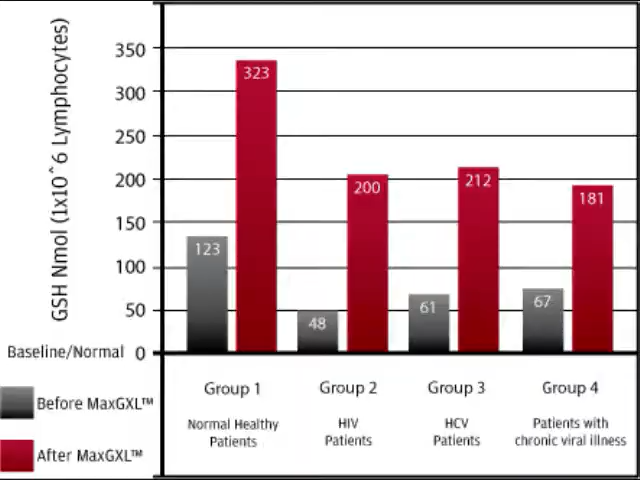 GSH Nmol (1x10^6 Lymphocytes)
350
300
250
200
150
100
50
Baseline/Normal 0
323
123
200
48
212
61
181
67
Group 1
Normal Healthy
Patients
Group 2
HIV
Patients
Group 3
HCV
Patients
Group 4
Patients with
chronic viral illness
Before MaxGXL™
After MaxGXL™